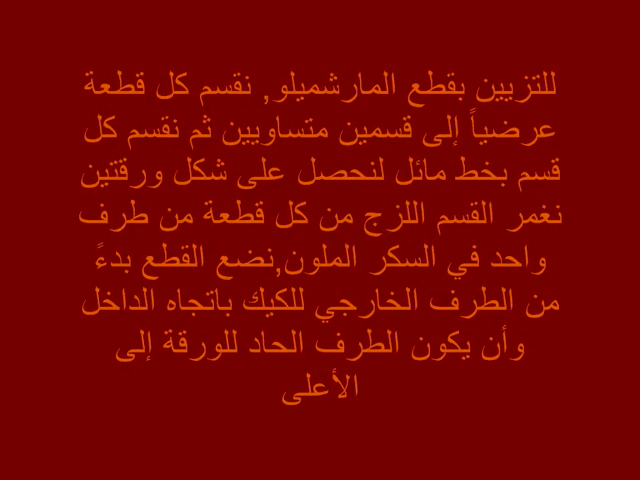 للتزيين بقطع المارشميلو, نقسم كل قطعة
عرضياً إلى قسمين متساويين ثم نقسم كل
قسم بخط مائل لنحصل على شكل ورقتين
نغمر القسم اللزج من كل قطعة من طرف
واحد في السكر الملون,نضع القطع بدءً
من الطرف الخارجي للكيك باتجاه الداخل
وأن يكون الطرف الحاد للورقة إلى
الأعلى